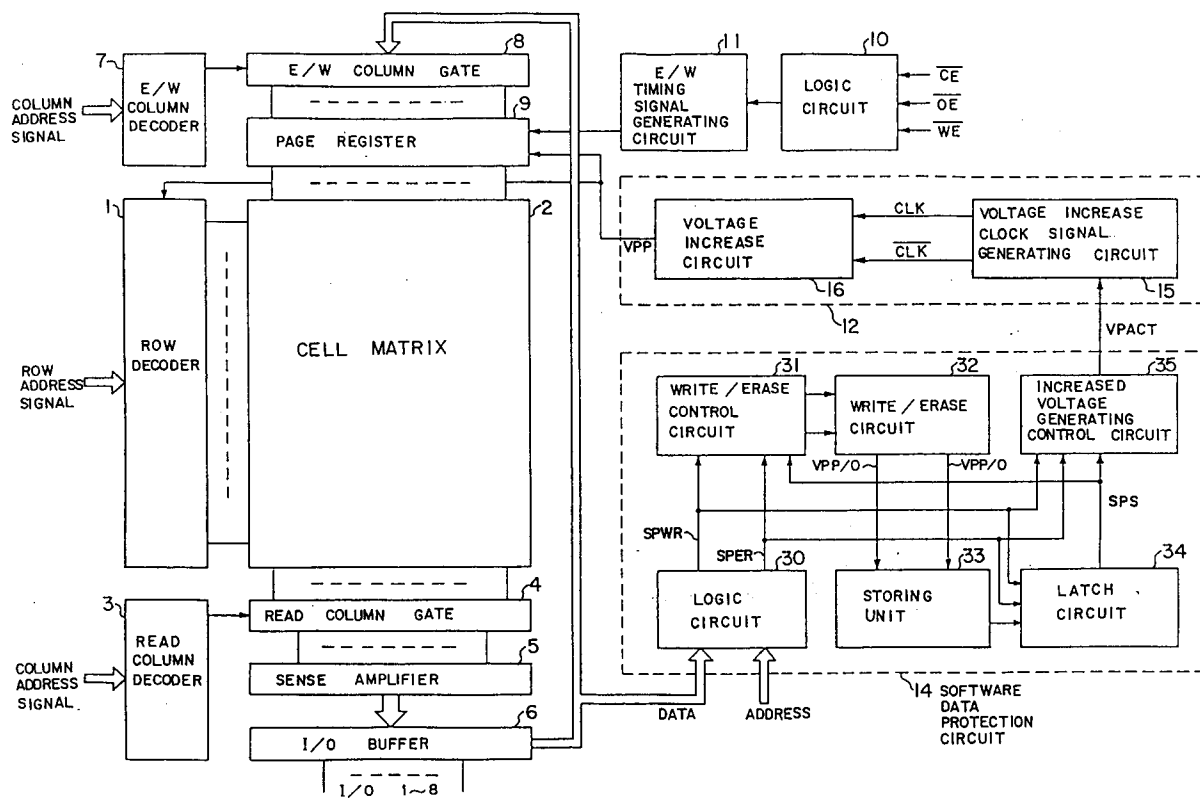 7
COLUMN
ADDRESS
SIGNAL
E/W
COLUMN
DECODER
8
E/W COLUMN GATE
9
PAGE REGISTER
11
E/W
TIMING
SIGNAL
GENERATING
CIRCUIT
10
LOGIC
CIRCUIT
CE
OE
WE
1
ROW
DECODER
ROW
ADDRESS
SIGNAL
2
CELL MATRIX
VPP
VOLTAGE
INCREASE
CIRCUIT
16
CLK
CLK
VOLTAGE INCREASE
CLOCK SIGNAL
GENERATING CIRCUIT
15
12
VPACT
31
WRITE/ERASE
CONTROL
CIRCUIT
32
WRITE/ERASE
CIRCUIT
35
INCREASED
VOLTAGE
GENERATING
CONTROL CIRCUIT
VPP/0
VPP/0
SPS
SPWR
SPER
30
LOGIC
CIRCUIT
33
STORING
UNIT
34
LATCH
CIRCUIT
3
READ
COLUMN
DECODER
COLUMN
ADDRESS
SIGNAL
4
READ COLUMN GATE
5
SENSE AMPLIFIER
6
I/O BUFFER
I/O 1~8
DATA
ADDRESS
14 SOFTWARE
DATA
PROTECTION
CIRCUIT